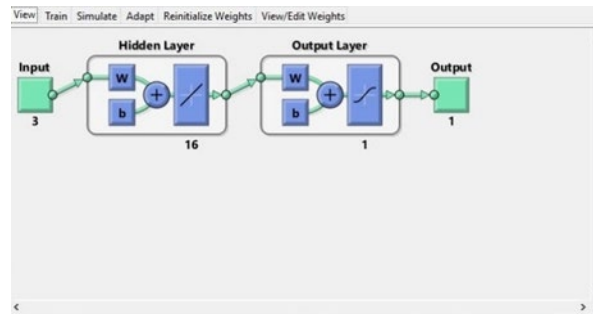 View Train Simulate Adapt Reinitialize Weights View/Edit Weights
Hidden Layer Output Layer
Input Output
W W
+ +
b b
3 1
16 1